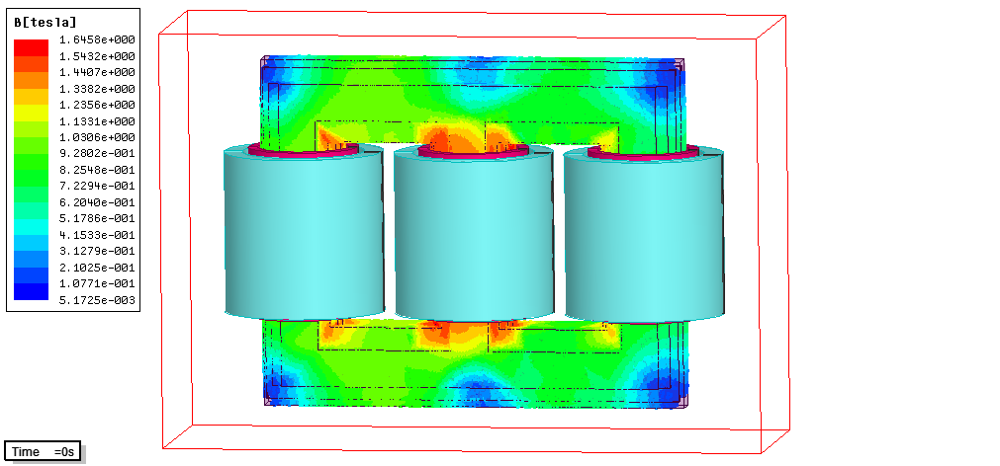 B[tesla]
1.6458e+000
1.5432e+000
1.4407e+000
1.3382e+000
1.2356e+000
1.1331e+000
1.0306e+000
9.2802e-001
8.2548e-001
7.2294e-001
6.2040e-001
5.1786e-001
4.1533e-001
3.1279e-001
2.1025e-001
1.0771e-001
5.1725e-003
Time =0s